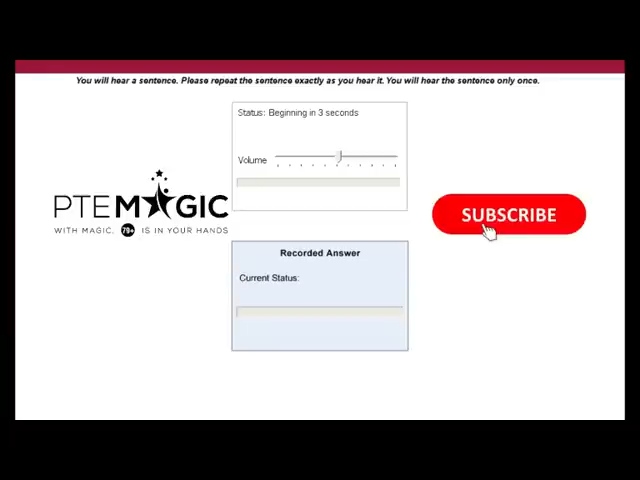 You will hear a sentence. Please repeat the sentence exactly as you hear it. You will hear the sentence only once.
Status: Beginning in 3 seconds
Volume
PTEMAGIC
WITH MAGIC, 79+ IS IN YOUR HANDS
SUBSCRIBE
Recorded Answer
Current Status: